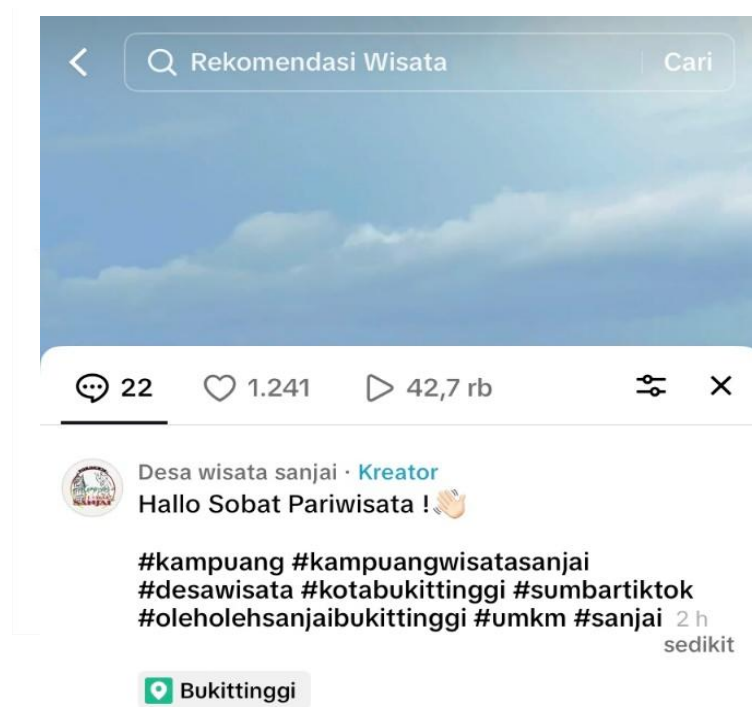 Rekomendasi Wisata Cari
22 1.241 42,7 rb
Desa wisata sanjai · Kreator
Hallo Sobat Pariwisata !👋🏻
#kampuang #kampuangwisatasanjai
#desawisata #kotabukittinggi #sumbartiktok
#oleholehsanjaibukittinggi #umkm #sanjai 2 h
sedikit
Bukittinggi